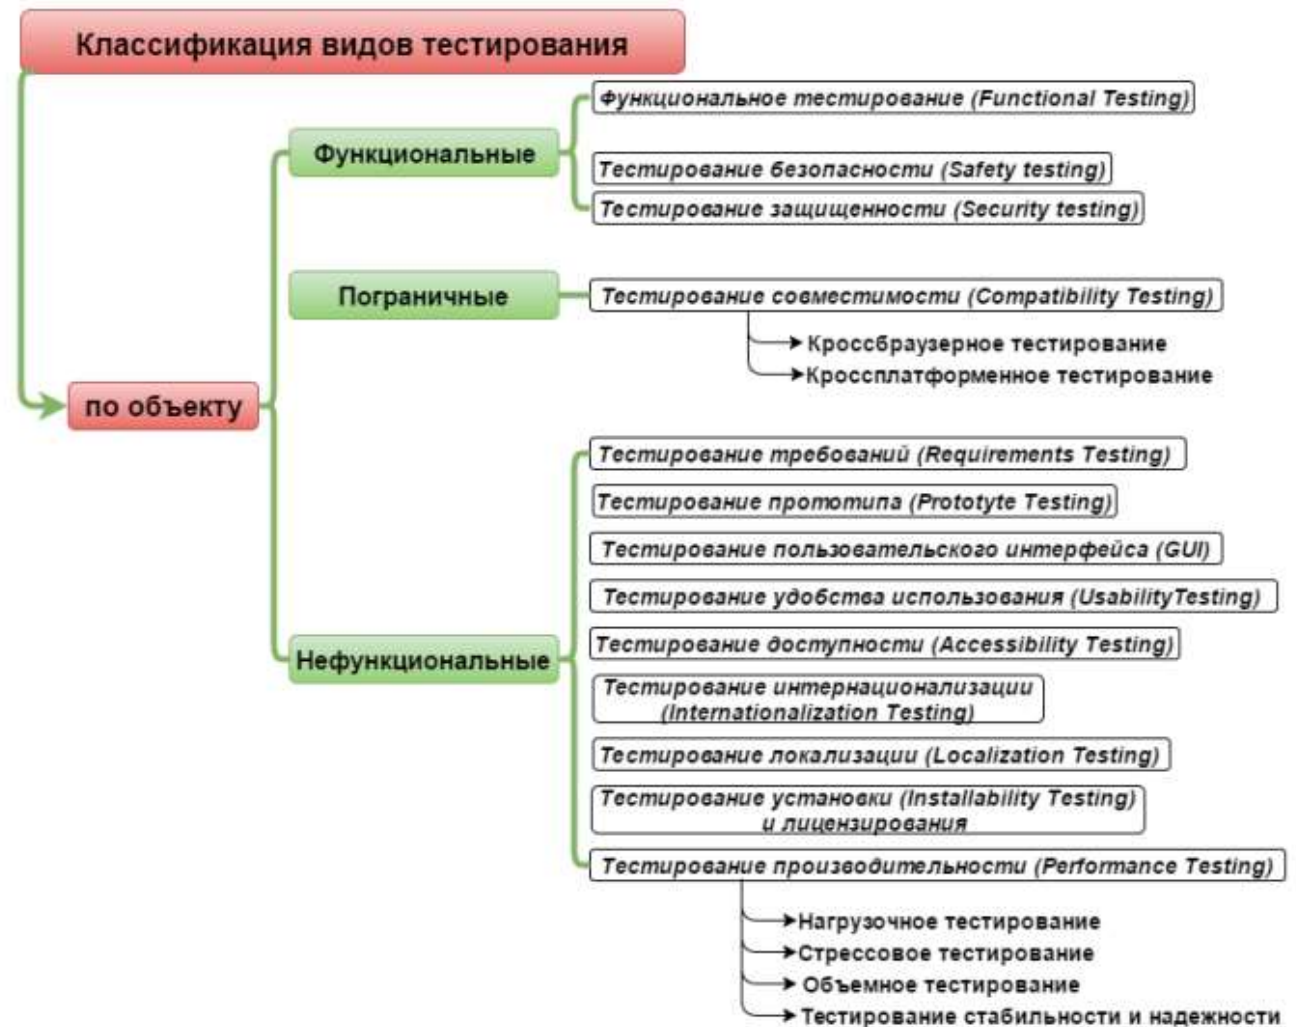 Классификация видов тестирования
по объекту
Функциональные
Функциональное тестирование (Functional Testing)
Тестирование безопасности (Safety testing)
Тестирование защищенности (Security testing)
Пограничные
Тестирование совместимости (Compatibility Testing)
Кроссбраузерное тестирование
Кроссплатформенное тестирование
Нефункциональные
Тестирование требований (Requirements Testing)
Тестирование прототипа (Prototyte Testing)
Тестирование пользовательского интерфейса (GUI)
Тестирование удобства использования (UsabilityTesting)
Тестирование доступности (Accessibility Testing)
Тестирование интернационализации
(Internationalization Testing)
Тестирование локализации (Localization Testing)
Тестирование установки (Installability Testing)
и лицензирования
Тестирование производительности (Performance Testing)
Нагрузочное тестирование
Стрессовое тестирование
Объемное тестирование
Тестирование стабильности и надежности